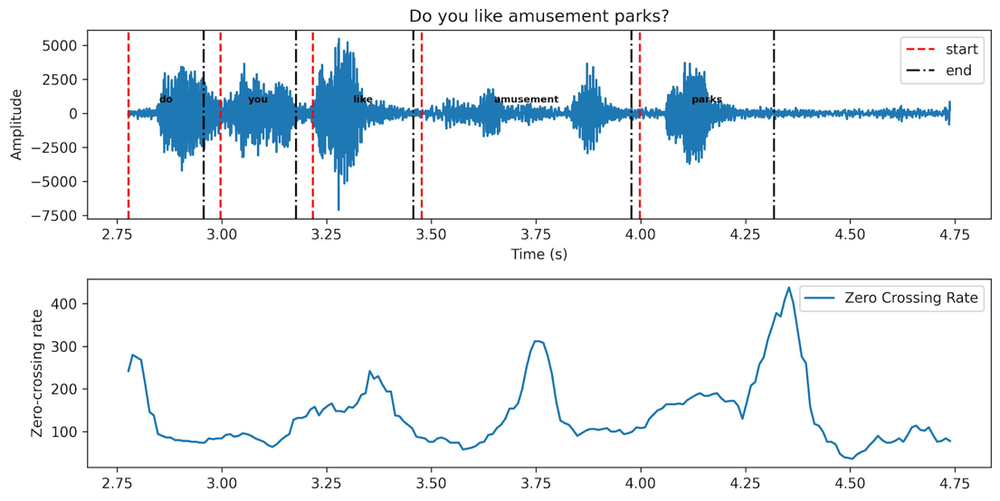 Do you like amusement parks?
5000
2500
0
−2500
−5000
−7500
Amplitude
do
you
like
amusement
parks
start
end
2.75 3.00 3.25 3.50 3.75 4.00 4.25 4.50 4.75
Time (s)
400
300
200
100
Zero-crossing rate
Zero Crossing Rate
2.75 3.00 3.25 3.50 3.75 4.00 4.25 4.50 4.75